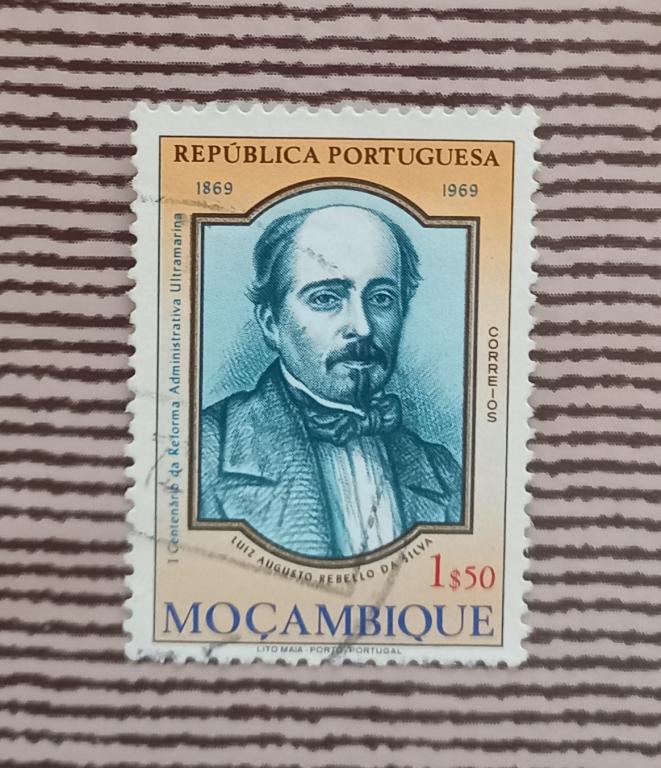 REPÚBLICA PORTUGUESA
1869 1969
I Centenário da Reforma Administrativa Ultramarina
CORREIOS
LUIZ AUGUSTO REBELLO DA SILVA
1$50
MOÇAMBIQUE
LITO MAIA - PORTO - PORTUGAL